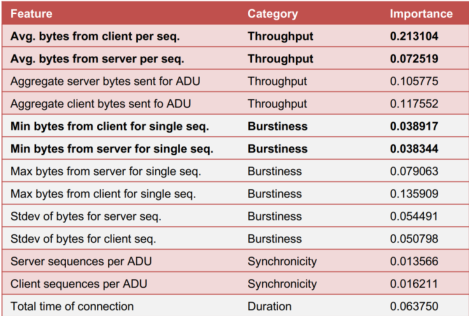 Feature Category Importance
Avg. bytes from client per seq. Throughput 0.213104
Avg. bytes from server per seq. Throughput 0.072519
Aggregate server bytes sent for ADU Throughput 0.105775
Aggregate client bytes sent fo ADU Throughput 0.117552
Min bytes from client for single seq. Burstiness 0.038917
Min bytes from server for single seq. Burstiness 0.038344
Max bytes from server for single seq. Burstiness 0.079063
Max bytes from client for single seq. Burstiness 0.135909
Stdev of bytes for server seq. Burstiness 0.054491
Stdev of bytes for client seq. Burstiness 0.050798
Server sequences per ADU Synchronicity 0.013566
Client sequences per ADU Synchronicity 0.016211
Total time of connection Duration 0.063750